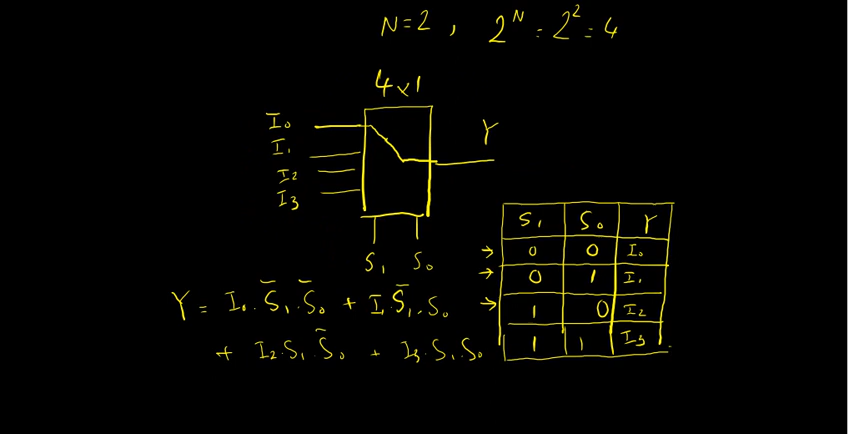 N=2 , 2^N = 2^2 = 4
4x1
I0
I1
I2
I3
Y
S1 S0
S1 S0 Y
0 0 I0
0 1 I1
1 0 I2
1 1 I3
Y = I0.S̄1.S̄0 + I1.S̄1.S0
+ I2.S1.S̄0 + I3.S1.S0